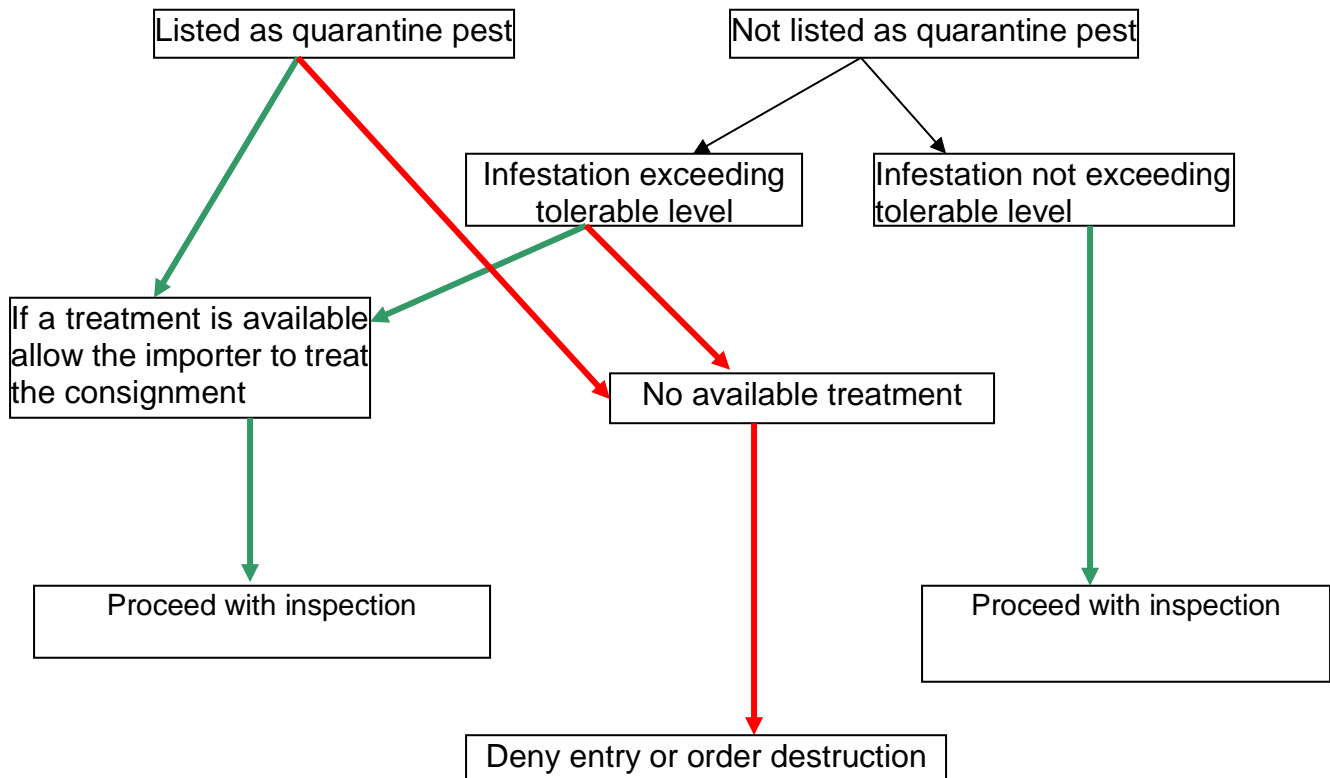 Listed as quarantine pest
Not listed as quarantine pest
Infestation exceeding
tolerable level
Infestation not exceeding
tolerable level
If a treatment is available
allow the importer to treat
the consignment
No available treatment
Proceed with inspection
Proceed with inspection
Deny entry or order destruction